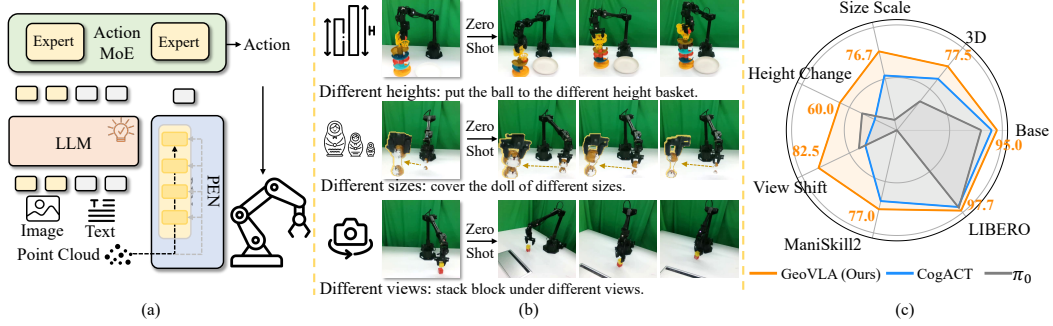 Expert
Action
MoE
Expert
Action
LLM
PEN
Image
Text
Point Cloud
(a)
H
Zero
Shot
Different heights: put the ball to the different height basket.
Zero
Shot
Different sizes: cover the doll of different sizes.
Zero
Shot
Different views: stack block under different views.
(b)
Size Scale
76.7
3D
77.5
Height Change
60.0
Base
95.0
82.5
View Shift
77.0
97.7
LIBERO
ManiSkill2
GeoVLA (Ours)
CogACT
π₀
(c)